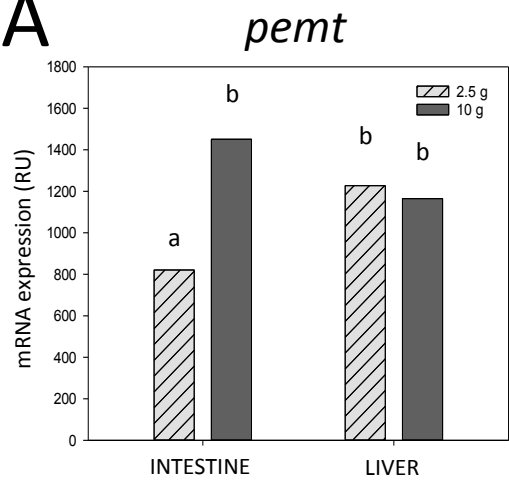 A
pemt
mRNA expression (RU)
1800
1600
1400
1200
1000
800
600
400
200
0
2.5 g
10 g
a
b
b
b
INTESTINE
LIVER